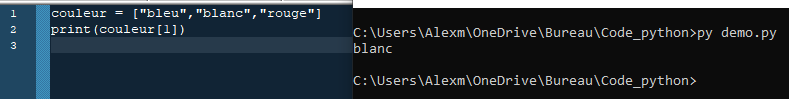 1 couleur = ["bleu","blanc","rouge"]
2 print(couleur[1])
3
C:\Users\Alexm\OneDrive\Bureau\Code_python>py demo.py
blanc
C:\Users\Alexm\OneDrive\Bureau\Code_python>